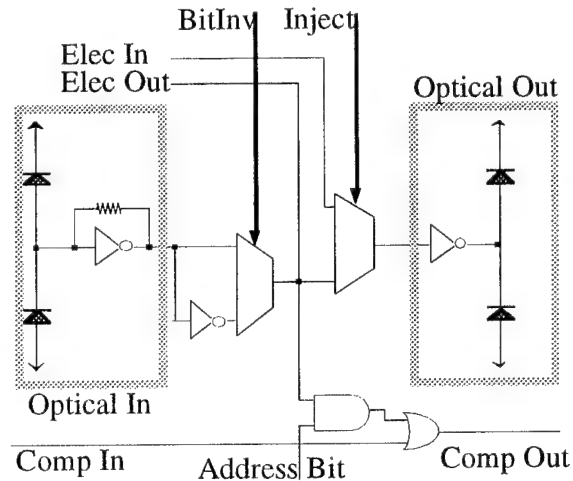 BitInv Inject
Elec In
Elec Out
Optical Out
Optical In
Comp In
Address Bit
Comp Out